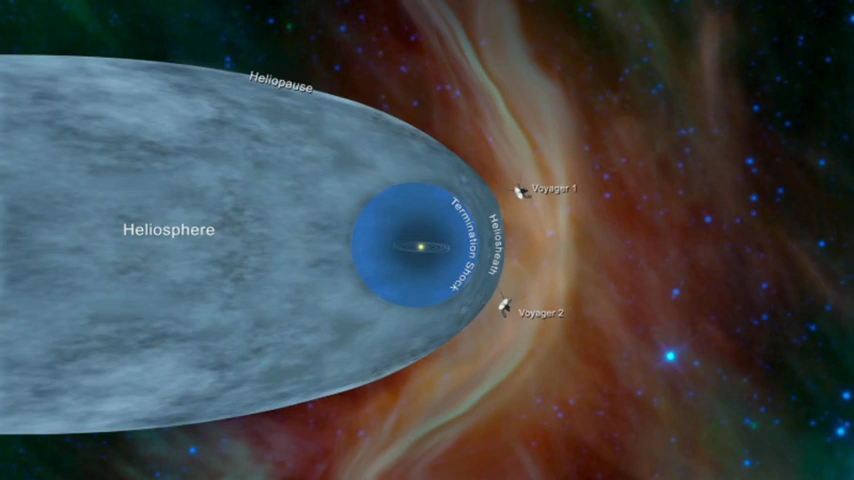 Heliopause
Voyager 1
Termination Shock
Heliosheath
Heliosphere
Voyager 2